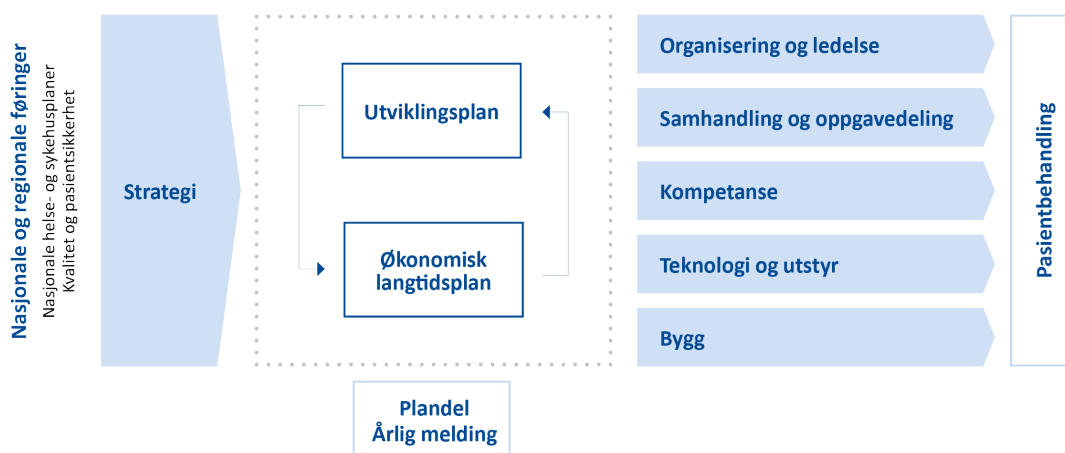 Nasjonale og regionale føringer
Nasjonale helse- og sykehusplaner
Kvalitet og pasientsikkerhet
Strategi
Utviklingsplan
Økonomisk
langtidsplan
Plandel
Årlig melding
Organisering og ledelse
Samhandling og oppgavedeling
Kompetanse
Teknologi og utstyr
Bygg
Pasientbehandling